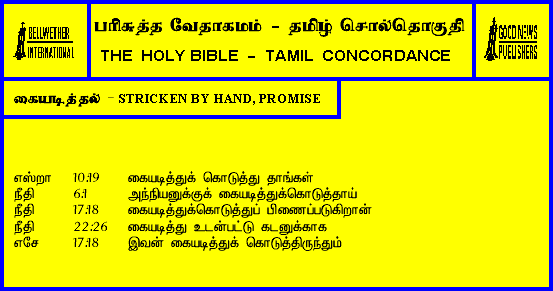 BELLWETHER
INTERNATIONAL
பரிசுத்த வேதாகமம் - தமிழ் சொல்தொகுதி
THE HOLY BIBLE - TAMIL CONCORDANCE
GOOD NEWS
PUBLISHERS
கையடித்தல் - STRICKEN BY HAND, PROMISE
எஸ்றா 10:19 கையடித்துக் கொடுத்து தாங்கள்
நீதி 6:1 அந்நியனுக்குக் கையடித்துக்கொடுத்தாய்
நீதி 17:18 கையடித்துக்கொடுத்துப் பிணைப்படுகிறான்
நீதி 22:26 கையடித்து உடன்பட்டு கடனுக்காக
எசே 17:18 இவன் கையடித்துக் கொடுத்திருந்தும்